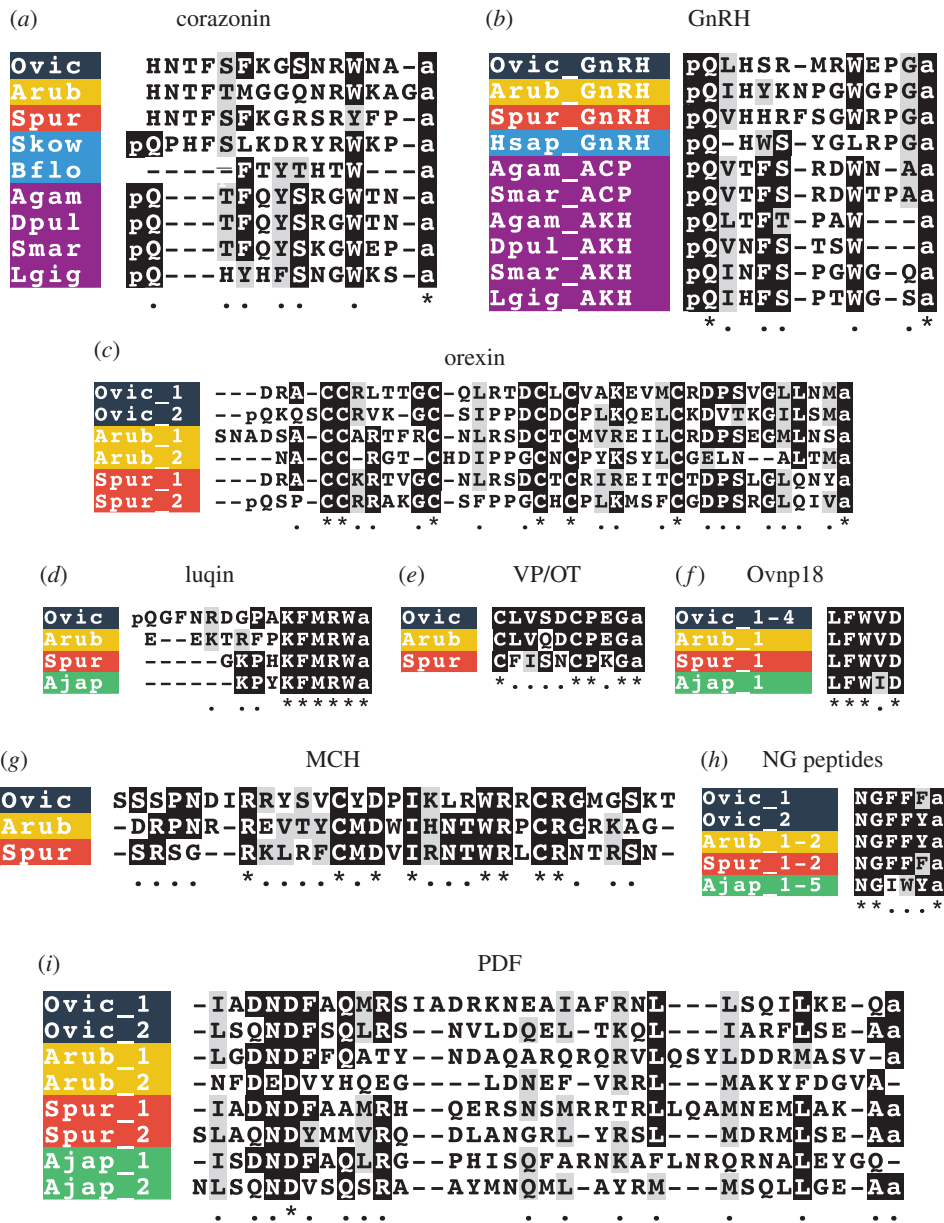 (a) corazonin
Ovic HNTFSFKGSNRWNA-a
Arub HNTFTMGGQNRWKAGa
Spur HNTFSFKGRSRYFP-a
Skow pQPHFSLKDRYRWKP-a
Bflo -----FTYTHTW---a
Agam pQ---TFQYSRGWTN-a
Dpul pQ---TFQYSRGWTN-a
Smar pQ---TFQYSKGWEP-a
Lgig pQ---HYHFSNGWKS-a
. .. .. . *
(b) GnRH
Ovic_GnRH pQLHSR-MRWEPGa
Arub_GnRH pQIHYKNPGWGPGa
Spur_GnRH pQVHHRFSGWRPGa
Hsap_GnRH pQ-HWS-YGLRPGa
Agam_ACP pQVTFS-RDWN-Aa
Smar_ACP pQVTFS-RDWTPAa
Agam_AKH pQLTFT-PAW---a
Dpul_AKH pQVNFS-TSW---a
Smar_AKH pQINFS-PGWG-Qa
Lgig_AKH pQIHFS-PTWG-Sa
*. .. . .*
(c) orexin
Ovic_1 ---DRA-CCRLTTGC-QLRTDCLCVAKEVMCRDPSVGLLNMa
Ovic_2 --pQKQSCCRVK-GC-SIPPDCDCPLKQELCKDVTKGILSMa
Arub_1 SNADSA-CCARTFRC-NLRSDCTCMVREILCRDPSEGMLNSa
Arub_2 ----NA-CC-RGT-CHDIPPGCNCPYKSYLCGELN--ALTMa
Spur_1 ---DRA-CCKRTVGC-NLRSDCTCRIREITCTDPSLGLQNYa
Spur_2 --pQSP-CCRRAKGC-SFPPGCHCPLKMSFCGDPSRGLQIVa
. **.. * . . * * .. * ... .. . *
(d) luqin
Ovic pQGFNRDGPAKFMRWa
Arub E--EKTRFPKFMRWa
Spur -----GKPHKFMRWa
Ajap ------KPYKFMRWa
. .. ******
(e) VP/OT
Ovic CLVSDCPEGa
Arub CLVQDCPEGa
Spur CFISNCPKGa
*....**.**
(f) Ovnp18
Ovic_1-4 LFWVD
Arub_1 LFWVD
Spur_1 LFWVD
Ajap_1 LFWID
***.*
(g) MCH
Ovic SSSPNDIRRYSVCYDPIKLRWRRCRGMGSKT
Arub -DRPNR-REVTYCMDWIHNTWRPCRGRKAG-
Spur -SRSG--RKLRFCMDVIRNTWRLCRNTRSN-
.... *....*.* *...**.**. . .
(h) NG peptides
Ovic_1 NGFFFa
Ovic_2 NGFFYa
Arub_1-2 NGFFYa
Spur_1-2 NGFFFa
Ajap_1-5 NGIWYa
**...*
(i) PDF
Ovic_1 -IADNDFAQMRSIADRKNEAIAFRNL---LSQILKE-Qa
Ovic_2 -LSQNDFSQLRS--NVLDQEL-TKQL---IARFLSE-Aa
Arub_1 -LGDNDFFQATY--NDAQARQRQRVLQSYLDDRMASV-a
Arub_2 -NFDEDVYHQEG----LDNEF-VRRL---MAKYFDGVA-
Spur_1 -IADNDFAAMRH--QERSNSMRRTRLLQAMNEMLAK-Aa
Spur_2 SLAQNDYMMVRQ--DLANGRL-YRSL---MDRMLSE-Aa
Ajap_1 -ISDNDFAQLRG--PHISQFARNKAFLNRQRNALEYGQ-
Ajap_2 NLSQNDVSQSRA--AYMNQML-AYRM---MSQLLGE-Aa
. ..*. ... . . . . . ..